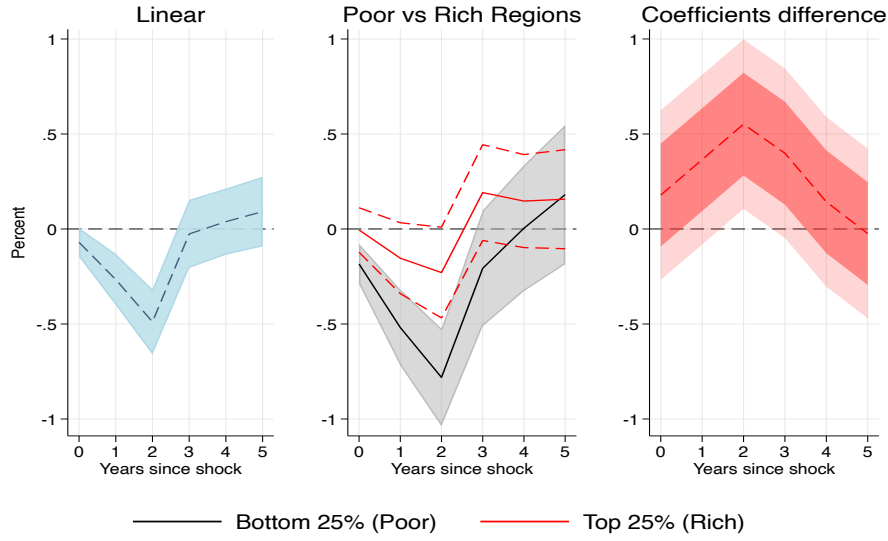 Linear
Poor vs Rich Regions
Coefficients difference
Percent
1
.5
0
-.5
-1
0 1 2 3 4 5
Years since shock
1
.5
0
-.5
-1
0 1 2 3 4 5
Years since shock
1
.5
0
-.5
-1
0 1 2 3 4 5
Years since shock
Bottom 25% (Poor)
Top 25% (Rich)